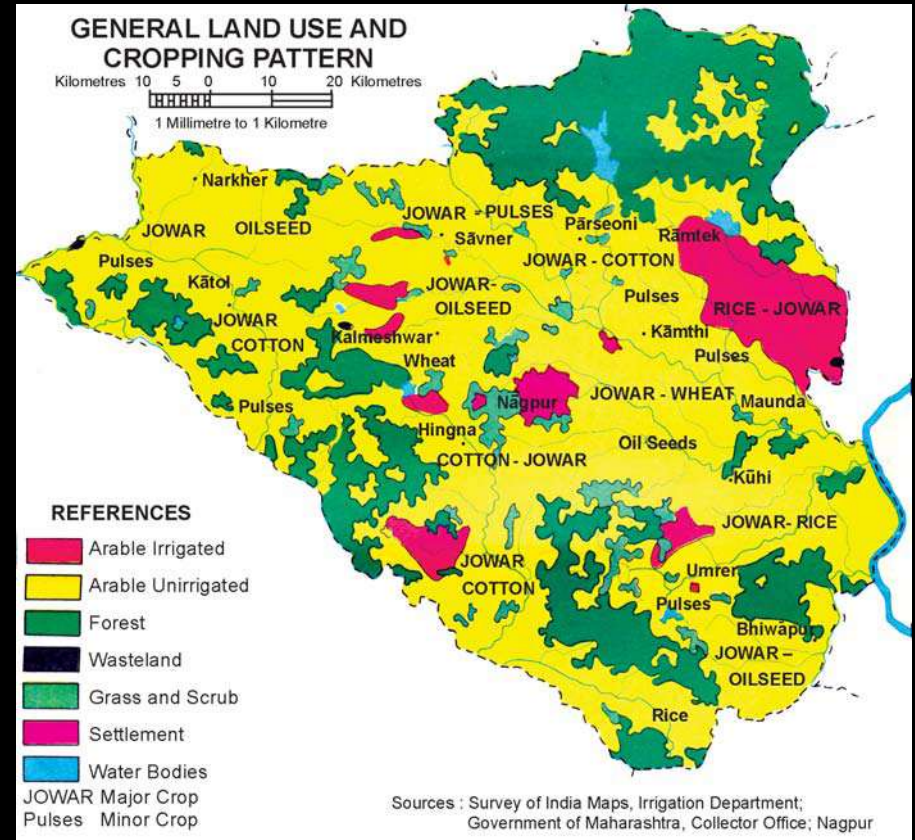 GENERAL LAND USE AND
CROPPING PATTERN
Kilometres 10 5 0 10 20 Kilometres
1 Millimetre to 1 Kilometre
Narkher
JOWAR
OILSEED
JOWAR - PULSES
Pārseoni
Rāmtek
Sāvner
JOWAR - COTTON
Pulses
Kātol
JOWAR-
OILSEED
Pulses
RICE - JOWAR
JOWAR
COTTON
Kalmeshwar
Kāmthi
Wheat
Pulses
Nāgpur
JOWAR - WHEAT
Maunda
Pulses
Hingna
Oil Seeds
COTTON - JOWAR
Kūhi
JOWAR- RICE
JOWAR
COTTON
Umrer
Pulses
Bhiwāpur
JOWAR –
OILSEED
Rice
REFERENCES
Arable Irrigated
Arable Unirrigated
Forest
Wasteland
Grass and Scrub
Settlement
Water Bodies
JOWAR Major Crop
Pulses Minor Crop
Sources : Survey of India Maps, Irrigation Department;
Government of Maharashtra, Collector Office; Nagpur